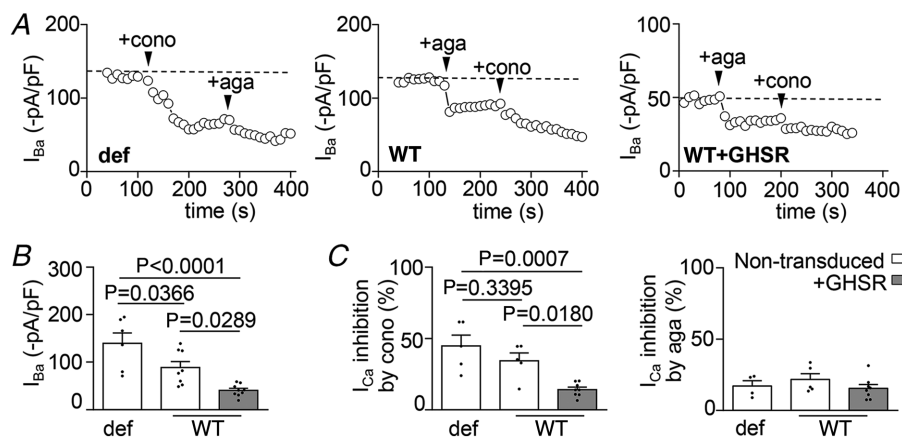 A
200
100
0
I_Ba (-pA/pF)
+cono
+aga
def
0 100 200 300 400
time (s)
200
100
0
I_Ba (-pA/pF)
+aga
+cono
WT
0 100 200 300 400
time (s)
100
50
0
I_Ba (-pA/pF)
+aga
+cono
WT+GHSR
0 100 200 300 400
time (s)
B
300
200
100
0
I_Ba (-pA/pF)
P<0.0001
P=0.0366
P=0.0289
def WT
C
100
50
0
I_Ca inhibition
by cono (%)
P=0.0007
P=0.3395
P=0.0180
def WT
100
50
0
I_Ca inhibition
by aga (%)
Non-transduced
+GHSR
def WT